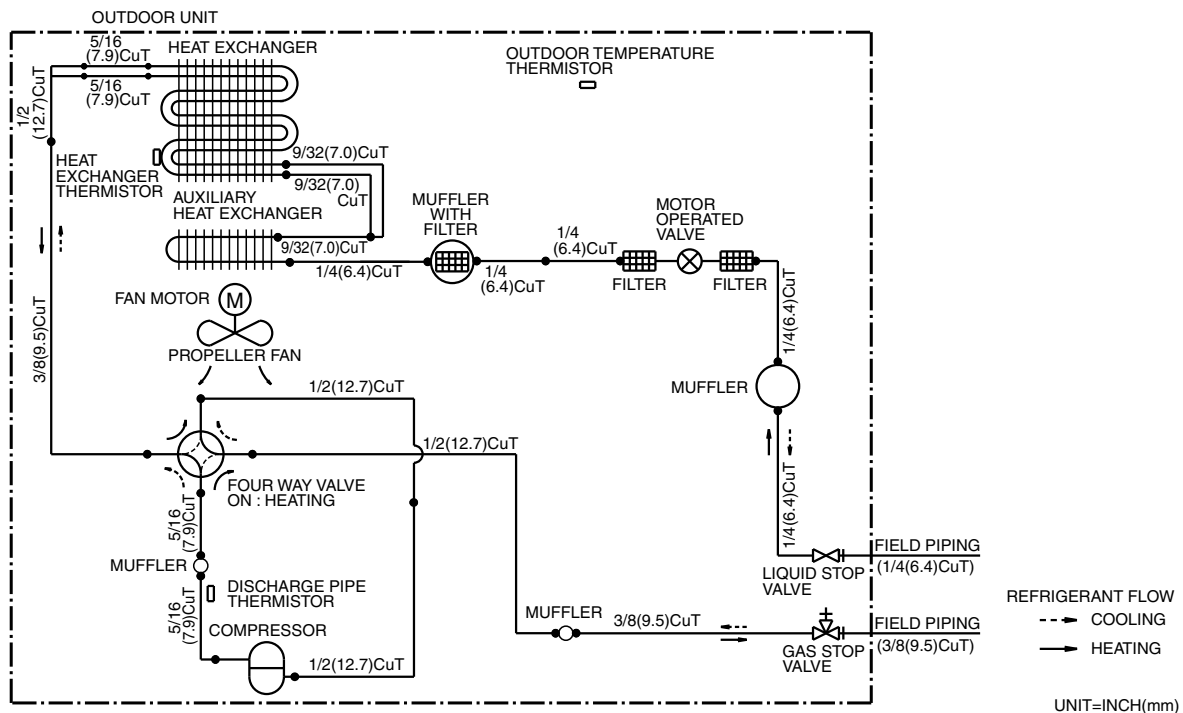 OUTDOOR UNIT
5/16
(7.9)CuT
HEAT EXCHANGER
5/16
(7.9)CuT
1/2
(12.7)CuT
OUTDOOR TEMPERATURE
THERMISTOR
HEAT
EXCHANGER
THERMISTOR
9/32(7.0)CuT
9/32(7.0)
CuT
AUXILIARY
HEAT EXCHANGER
9/32(7.0)CuT
1/4(6.4)CuT
MUFFLER
WITH
FILTER
1/4
(6.4)CuT
1/4
(6.4)CuT
MOTOR
OPERATED
VALVE
FILTER
FILTER
1/4(6.4)CuT
FAN MOTOR
M
PROPELLER FAN
3/8(9.5)CuT
MUFFLER
1/2(12.7)CuT
1/2(12.7)CuT
FOUR WAY VALVE
ON : HEATING
5/16
(7.9)CuT
MUFFLER
DISCHARGE PIPE
THERMISTOR
5/16
(7.9)CuT
COMPRESSOR
1/2(12.7)CuT
1/4(6.4)CuT
LIQUID STOP
VALVE
FIELD PIPING
(1/4(6.4)CuT)
MUFFLER
3/8(9.5)CuT
GAS STOP
VALVE
FIELD PIPING
(3/8(9.5)CuT)
REFRIGERANT FLOW
COOLING
HEATING
UNIT=INCH(mm)